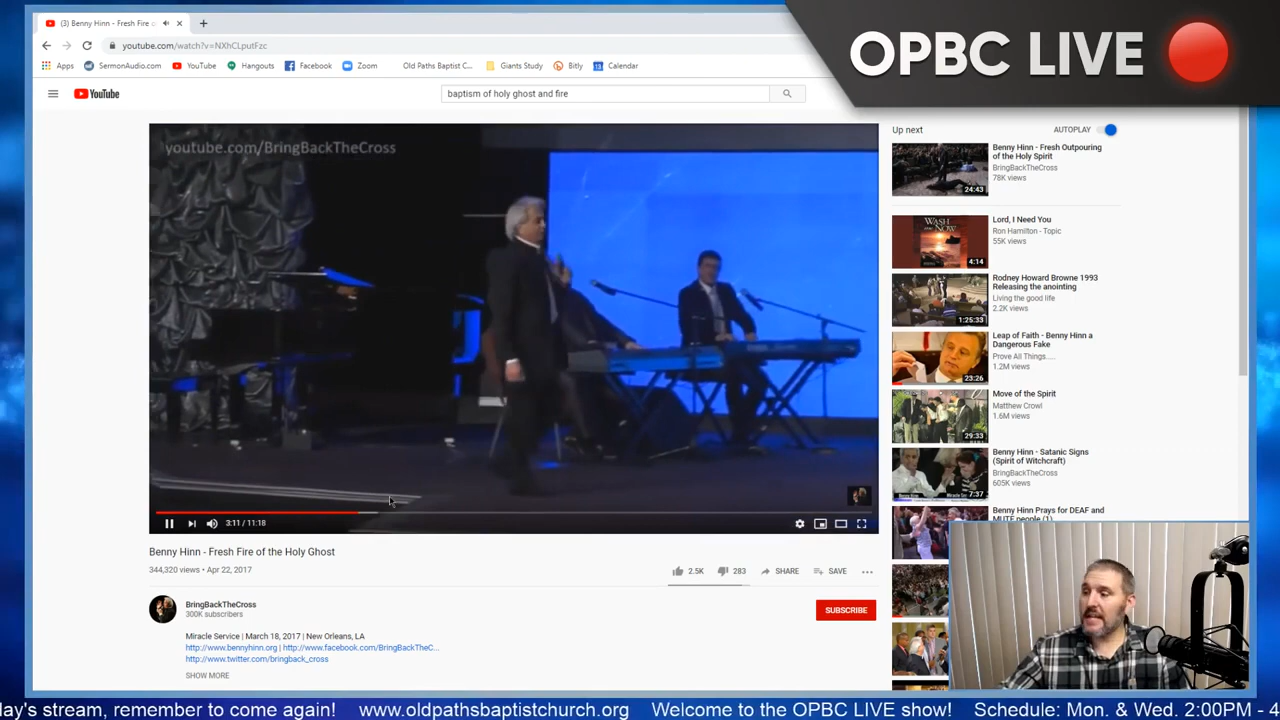 (3) Benny Hinn - Fresh Fire o
OPBC LIVE
youtube.com/watch?v=NXhCLputFzc
Apps
SermonAudio.com
YouTube
Hangouts
Facebook
Zoom
Old Paths Baptist C...
Giants Study
Bitly
Calendar
YouTube
baptism of holy ghost and fire
youtube.com/BringBackTheCross
3:11 / 11:18
Benny Hinn - Fresh Fire of the Holy Ghost
344,320 views • Apr 22, 2017
2.5K
283
SHARE
SAVE
BringBackTheCross
300K subscribers
SUBSCRIBE
Miracle Service | March 18, 2017 | New Orleans, LA
http://www.bennyhinn.org | http://www.facebook.com/BringBackTheC...
http://www.twitter.com/bringback_cross
SHOW MORE
Up next
AUTOPLAY
24:43
Benny Hinn - Fresh Outpouring
of the Holy Spirit
BringBackTheCross
78K views
WASH
NOW
4:14
Lord, I Need You
Ron Hamilton - Topic
55K views
1:25:33
Rodney Howard Browne 1993
Releasing the anointing
Living the good life
2.2K views
23:26
Leap of Faith - Benny Hinn a
Dangerous Fake
Prove All Things.....
1.2M views
29:33
Move of the Spirit
Matthew Crowl
1.6M views
7:37
Benny Hinn - Satanic Signs
(Spirit of Witchcraft)
BringBackTheCross
605K views
Benny Hinn Prays for DEAF and
MUTE people (1)
lay's stream, remember to come again! www.oldpathsbaptistchurch.org Welcome to the OPBC LIVE show! Schedule: Mon. & Wed. 2:00PM - 4